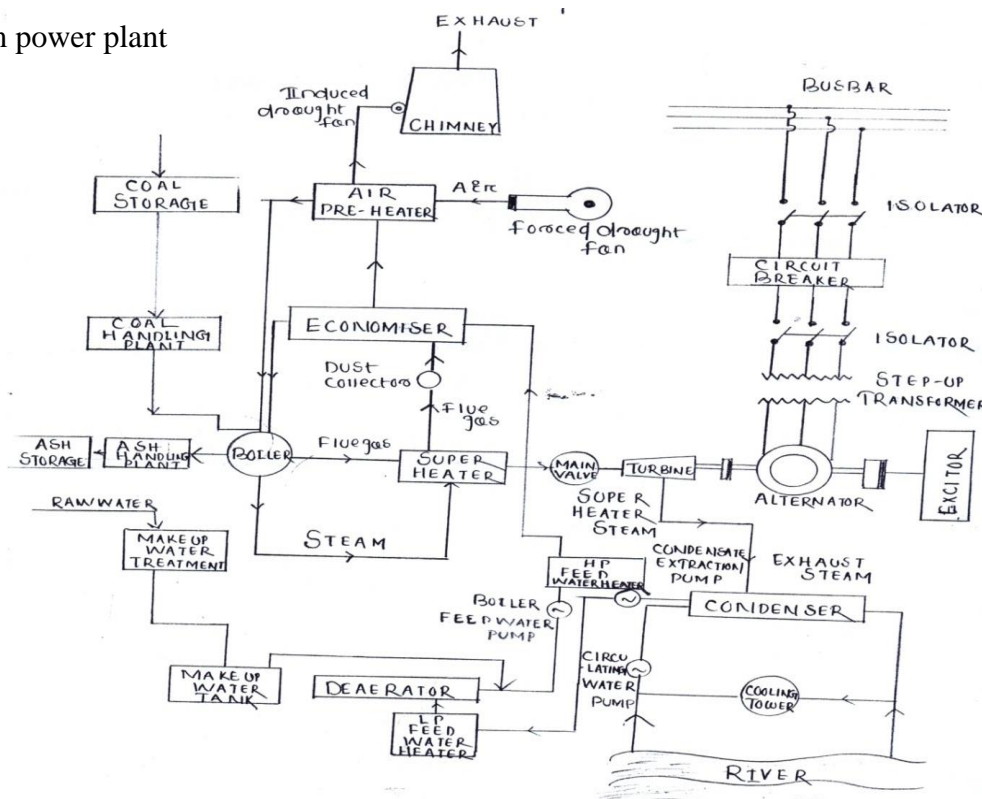 n power plant
EXHAUST
Induced
drought
fan
CHIMNEY
BUSBAR
COAL
STORAGE
AIR
PRE-HEATER
AIr
Forced drought
fan
ISOLATOR
CIRCUIT
BREAKER
COAL
HANDLING
PLANT
ECONOMISER
ISOLATOR
DUST
Collector
STEP-UP
TRANSFORMER
Flue
gas
ASH
STORAGE
ASH
HANDLING
PLANT
BOILER
Flue gas
SUPER
HEATER
MAIN
VALVE
TURBINE
ALTERNATOR
EXCITOR
RAW WATER
MAKEUP
WATER
TREATMENT
STEAM
SUPER
HEATER
STEAM
CONDENSATE
EXTRACTION
PUMP
EXHAUST
STEAM
HP
FEED
WATER HEATER
BOILER
FEED WATER
PUMP
CONDENSER
CIRCU
LATING
WATER
PUMP
MAKEUP
WATER
TANK
DEAERATOR
COOLING
TOWER
LP
FEED
WATER
HEATER
RIVER